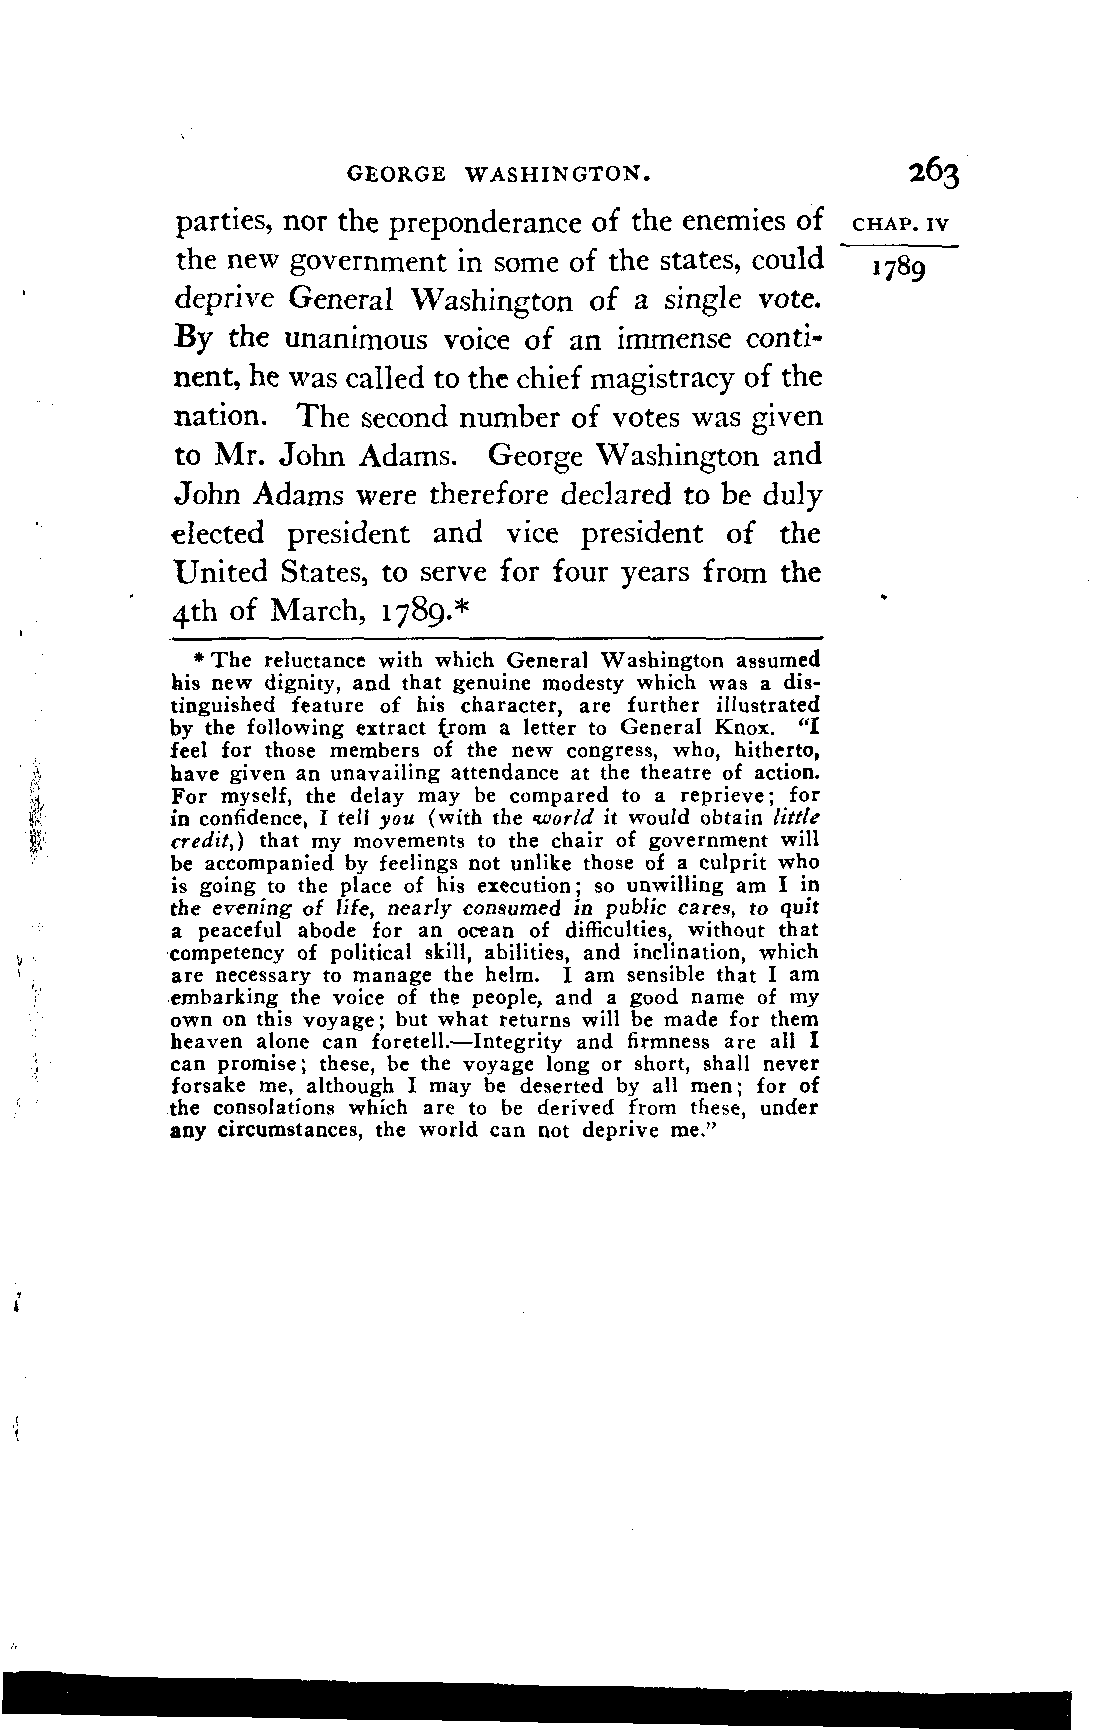 GEORGE WASHINGTON. 263
parties, nor the preponderance of the enemies of CHAP. IV
the new government in some of the states, could 1789
deprive General Washington of a single vote.
By the unanimous voice of an immense conti-
nent, he was called to the chief magistracy of the
nation. The second number of votes was given
to Mr. John Adams. George Washington and
John Adams were therefore declared to be duly
elected president and vice president of the
United States, to serve for four years from the
4th of March, 1789.*
* The reluctance with which General Washington assumed
his new dignity, and that genuine modesty which was a dis-
tinguished feature of his character, are further illustrated
by the following extract from a letter to General Knox. “I
feel for those members of the new congress, who, hitherto,
have given an unavailing attendance at the theatre of action.
For myself, the delay may be compared to a reprieve; for
in confidence, I tell you (with the world it would obtain little
credit,) that my movements to the chair of government will
be accompanied by feelings not unlike those of a culprit who
is going to the place of his execution; so unwilling am I in
the evening of life, nearly consumed in public cares, to quit
a peaceful abode for an ocean of difficulties, without that
competency of political skill, abilities, and inclination, which
are necessary to manage the helm. I am sensible that I am
embarking the voice of the people, and a good name of my
own on this voyage; but what returns will be made for them
heaven alone can foretell.—Integrity and firmness are all I
can promise; these, be the voyage long or short, shall never
forsake me, although I may be deserted by all men; for of
the consolations which are to be derived from these, under
any circumstances, the world can not deprive me.”